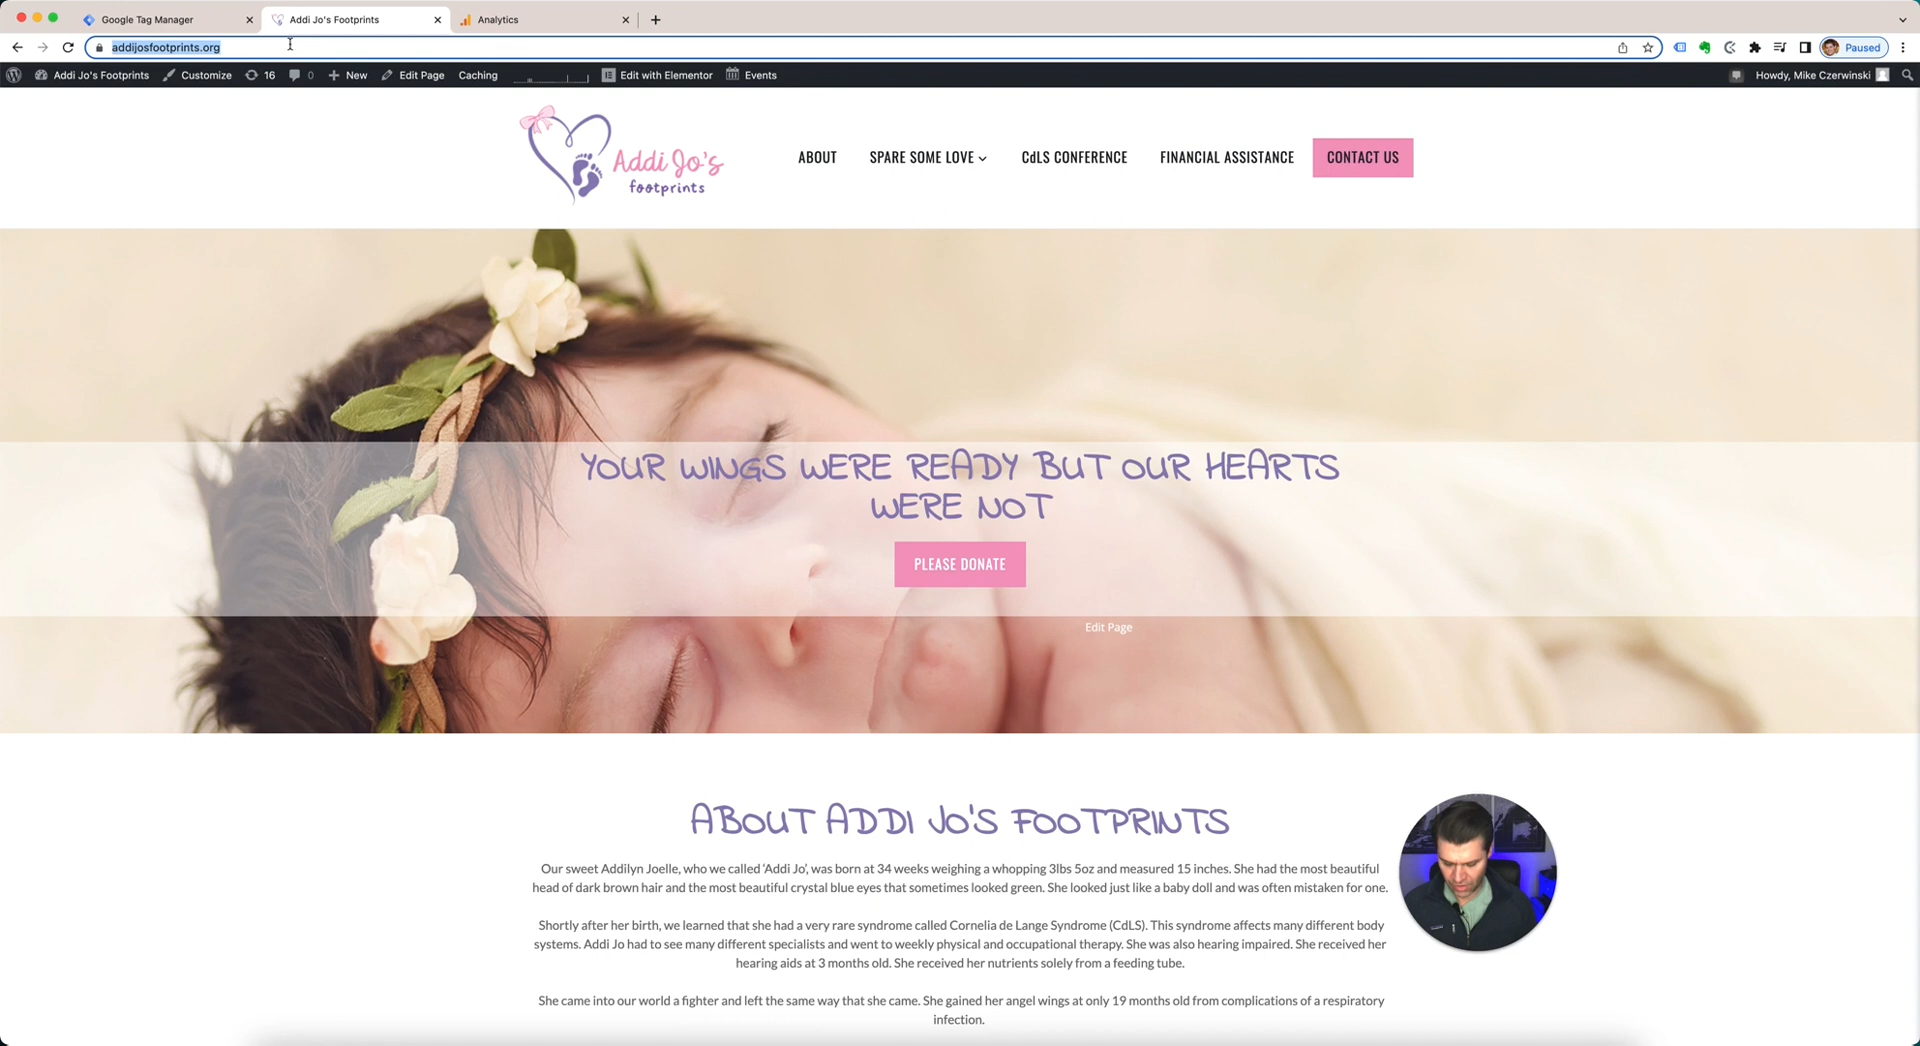 Google Tag Manager
Addi Jo's Footprints
Analytics
addijosfootprints.org
Paused
Addi Jo's Footprints
Customize
16
0
New
Edit Page
Caching
Edit with Elementor
Events
Howdy, Mike Czerwinski
Addi Jo's
footprints
ABOUT
SPARE SOME LOVE
CdLS CONFERENCE
FINANCIAL ASSISTANCE
CONTACT US
YOUR WINGS WERE READY BUT OUR HEARTS
WERE NOT
PLEASE DONATE
Edit Page
ABOUT ADDI JO'S FOOTPRINTS
Our sweet Addilyn Joelle, who we called ‘Addi Jo’, was born at 34 weeks weighing a whopping 3lbs 5oz and measured 15 inches. She had the most beautiful
head of dark brown hair and the most beautiful crystal blue eyes that sometimes looked green. She looked just like a baby doll and was often mistaken for one.
Shortly after her birth, we learned that she had a very rare syndrome called Cornelia de Lange Syndrome (CdLS). This syndrome affects many different body
systems. Addi Jo had to see many different specialists and went to weekly physical and occupational therapy. She was also hearing impaired. She received her
hearing aids at 3 months old. She received her nutrients solely from a feeding tube.
She came into our world a fighter and left the same way that she came. She gained her angel wings at only 19 months old from complications of a respiratory
infection.